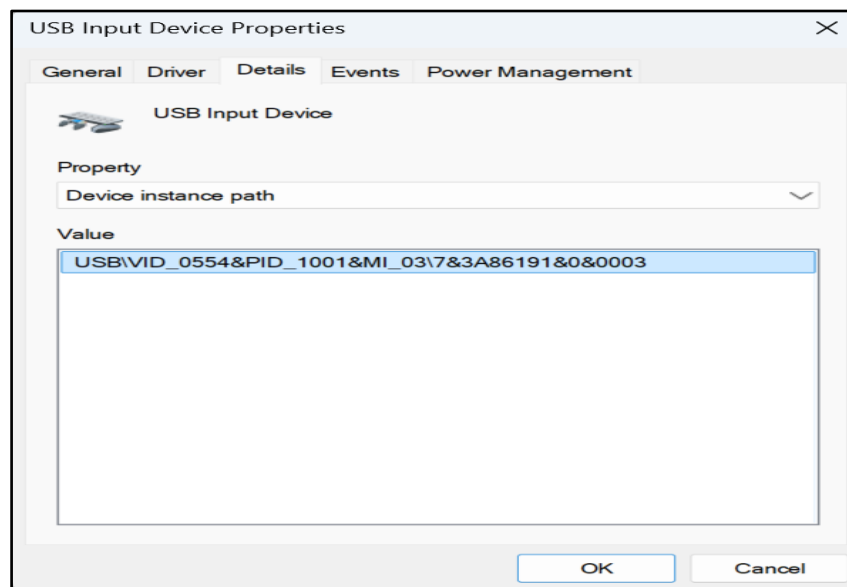 USB Input Device Properties
General Driver Details Events Power Management
USB Input Device
Property
Device instance path
Value
USB\VID_0554&PID_1001&MI_03\7&3A86191&0&0003
OK Cancel